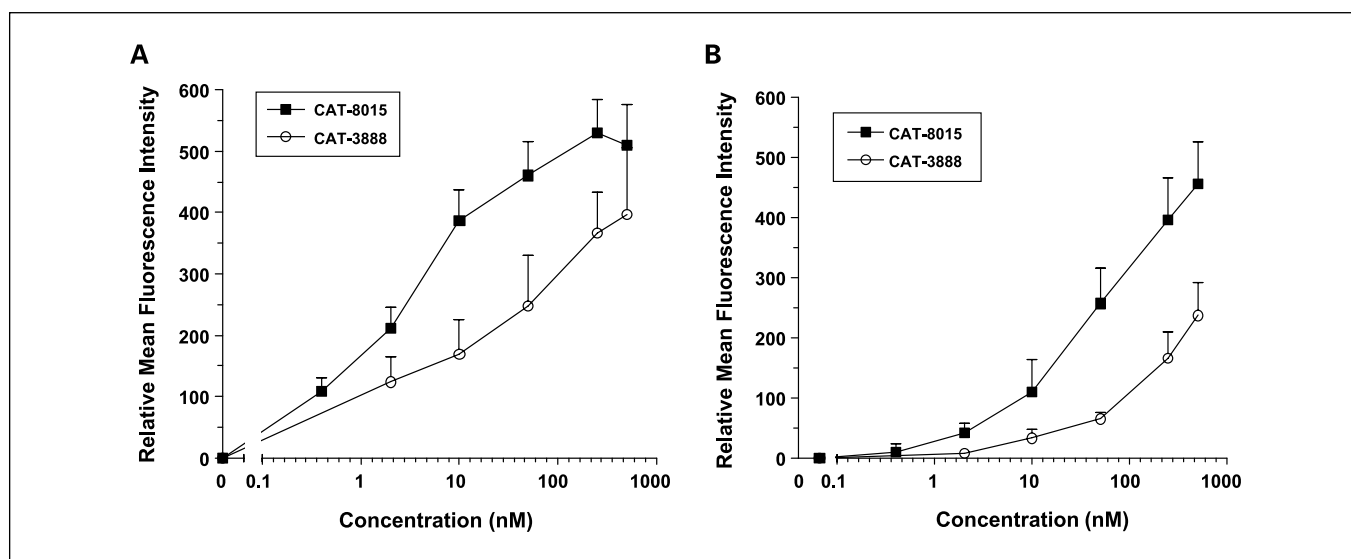 A
Relative Mean Fluorescence Intensity
600
500
400
300
200
100
0
CAT-8015
CAT-3888
0 0.1 1 10 100 1000
Concentration (nM)
B
Relative Mean Fluorescence Intensity
600
500
400
300
200
100
0
CAT-8015
CAT-3888
0 0.1 1 10 100 1000
Concentration (nM)